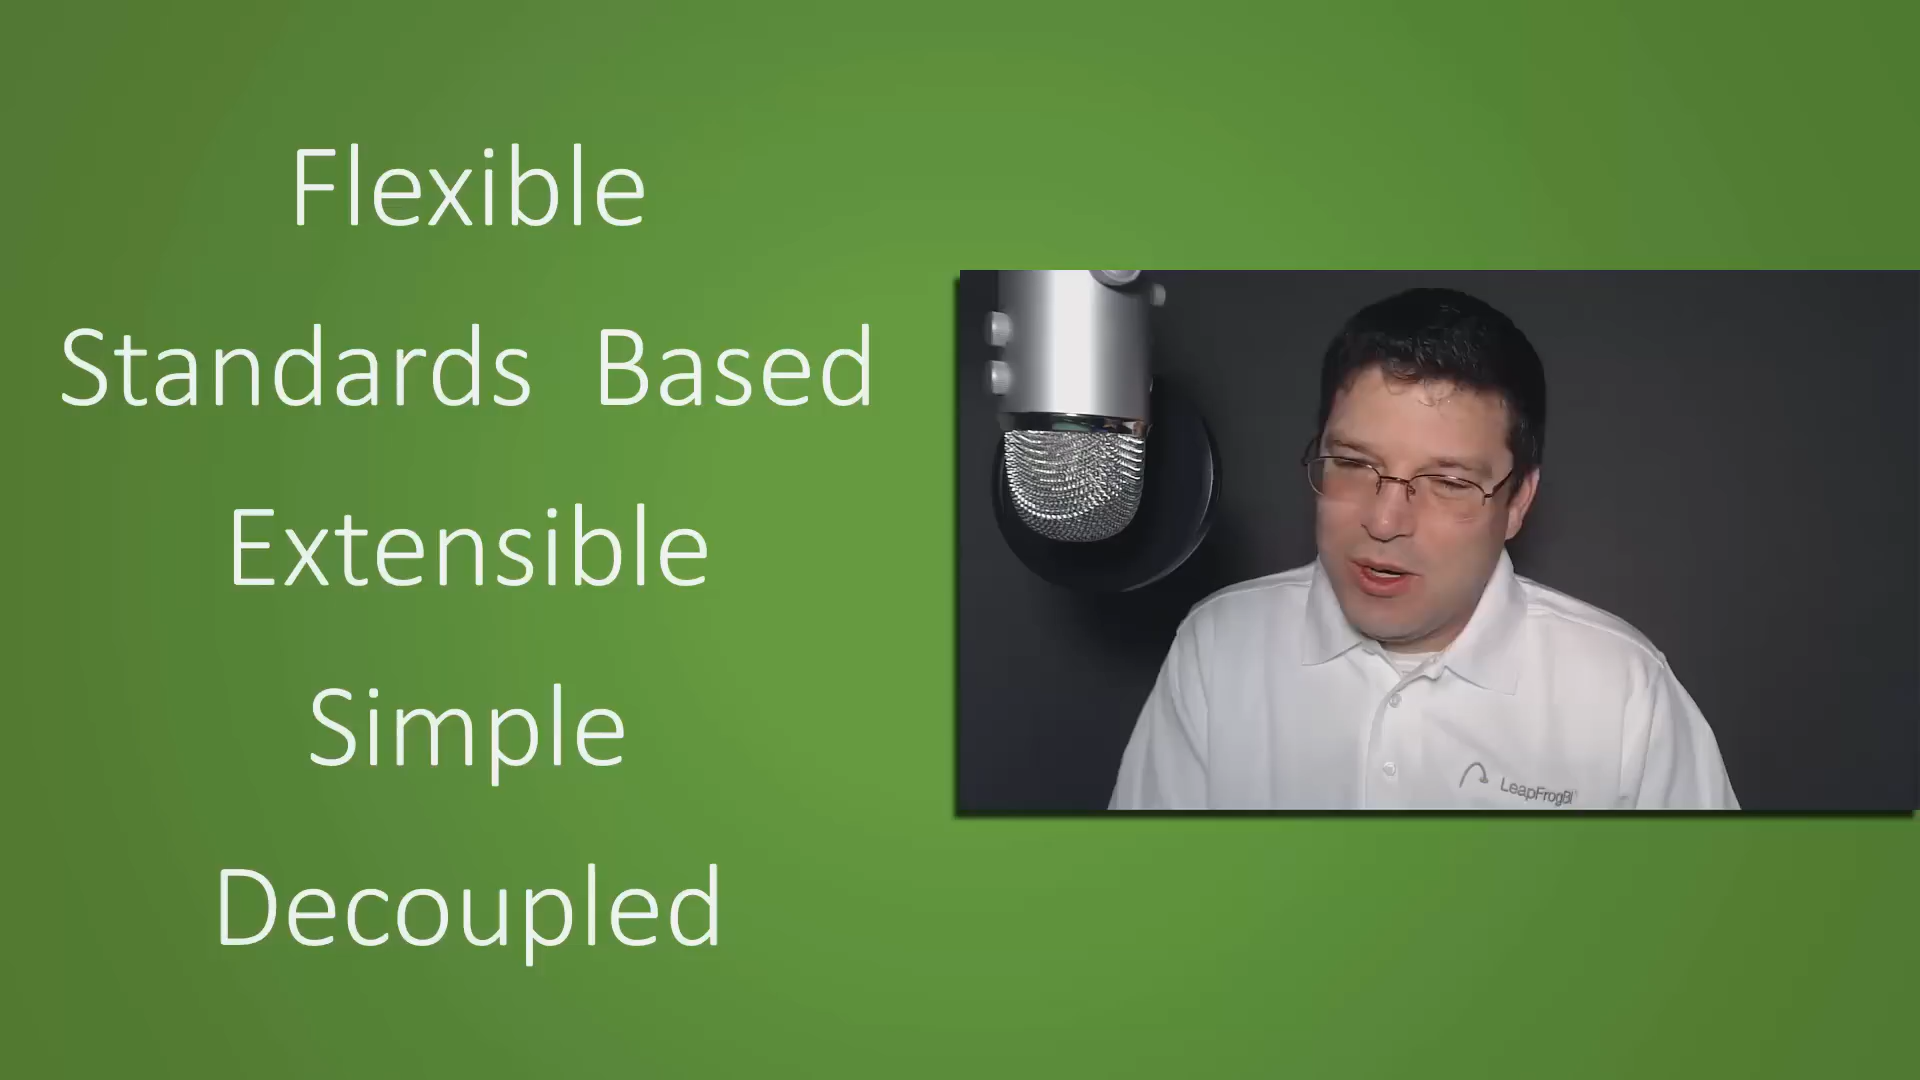 Flexible
Standards Based
Extensible
Simple
Decoupled
LeapFrogBI